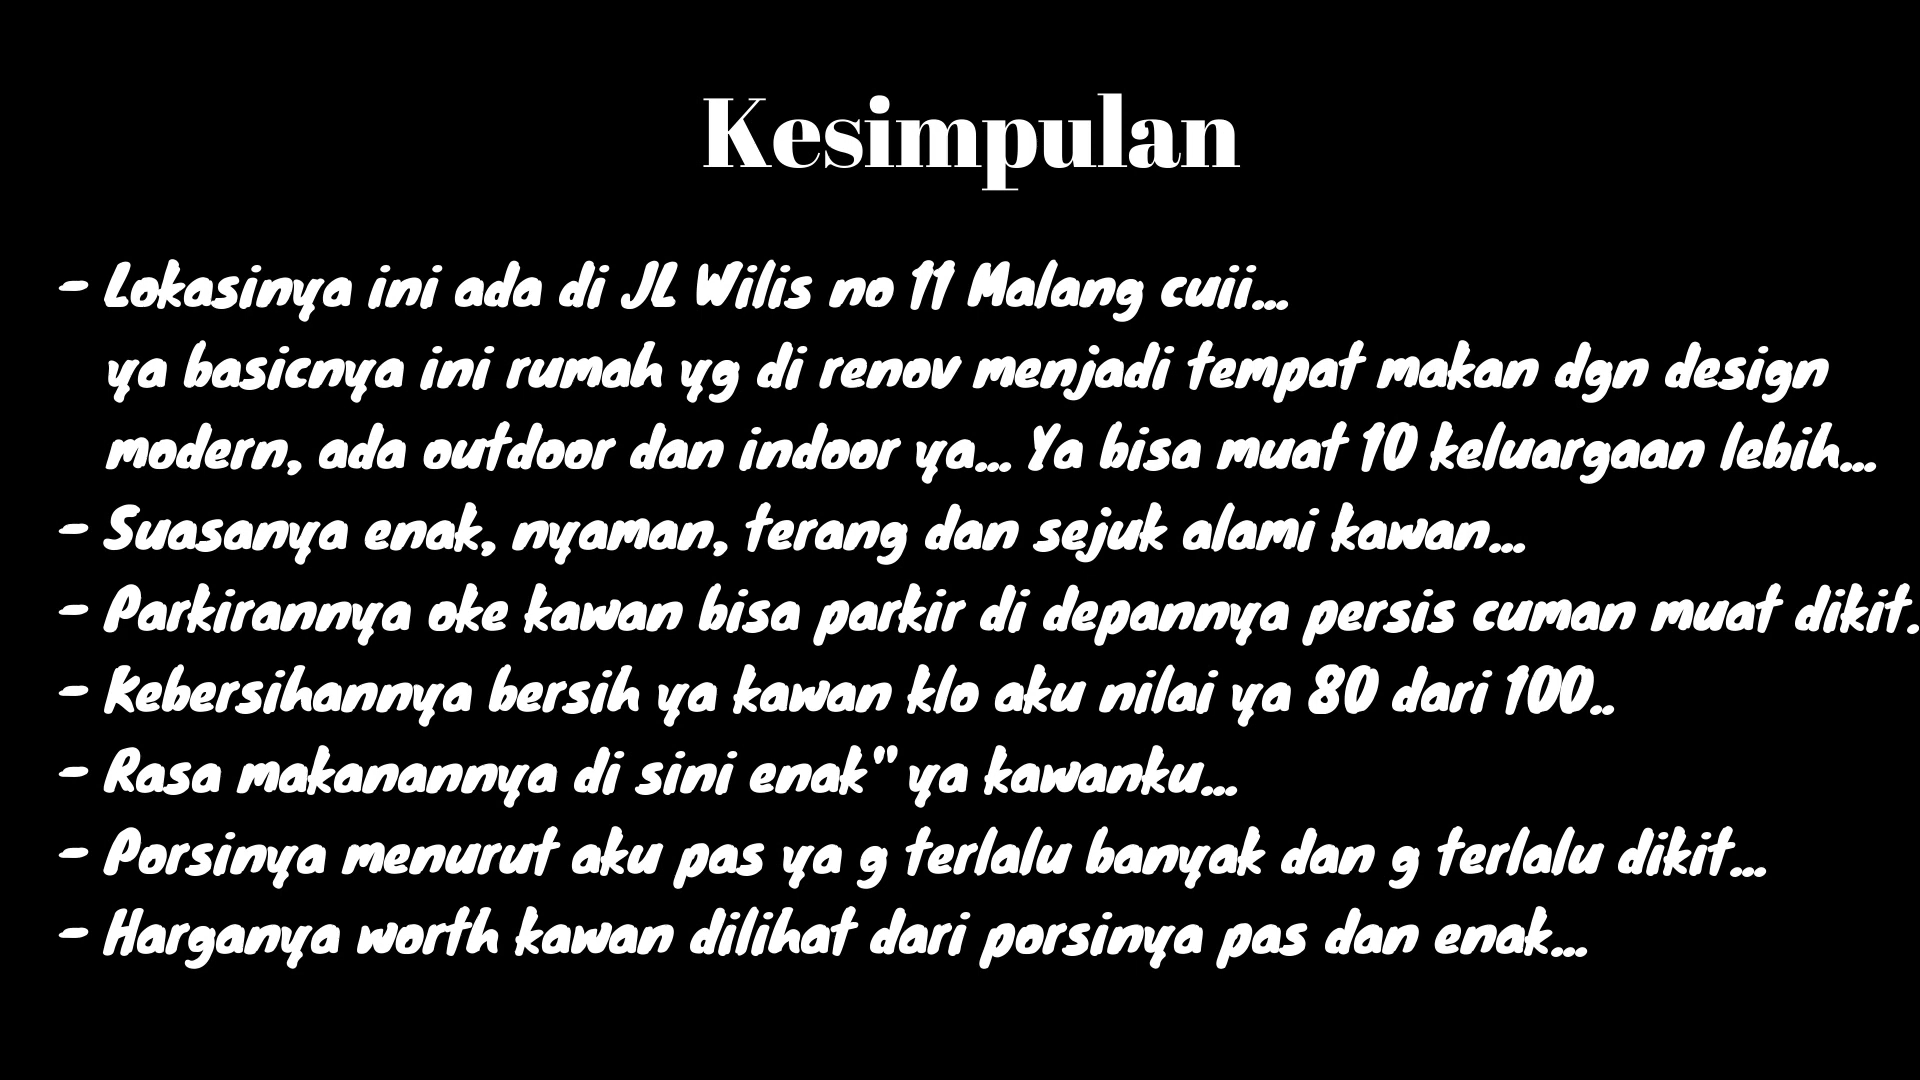 Kesimpulan
- Lokasinya ini ada di JL Wilis no 11 Malang cuii...
ya basicnya ini rumah yg di renov menjadi tempat makan dgn design
modern, ada outdoor dan indoor ya... Ya bisa muat 10 keluargaan lebih...
- Suasanya enak, nyaman, terang dan sejuk alami kawan...
- Parkirannya oke kawan bisa parkir di depannya persis cuman muat dikit.
- Kebersihannya bersih ya kawan klo aku nilai ya 80 dari 100..
- Rasa makanannya di sini enak" ya kawanku...
- Porsinya menurut aku pas ya g terlalu banyak dan g terlalu dikit...
- Harganya worth kawan dilihat dari porsinya pas dan enak...